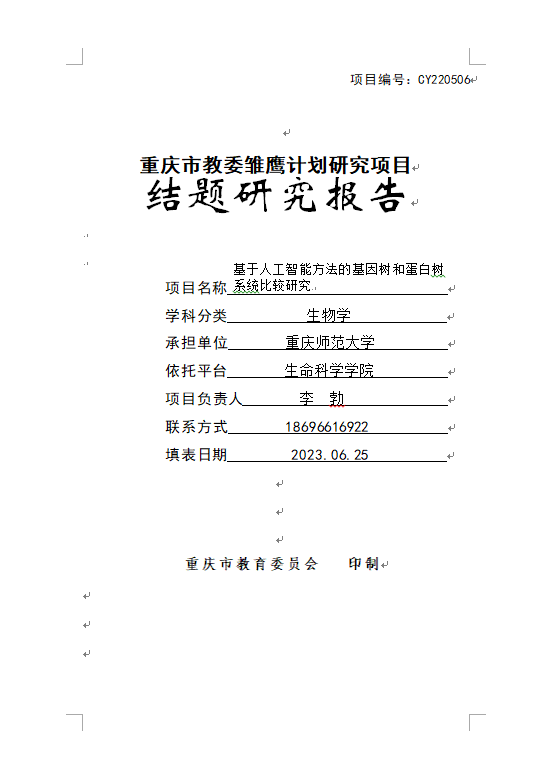 项目编号：CY220506
重庆市教委雏鹰计划研究项目
结题研究报告
基于人工智能方法的基因树和蛋白树
项目名称 系统比较研究
学科分类 生物学
承担单位 重庆师范大学
依托平台 生命科学学院
项目负责人 李 勃
联系方式 18696616922
填表日期 2023.06.25
重庆市教育委员会 印制